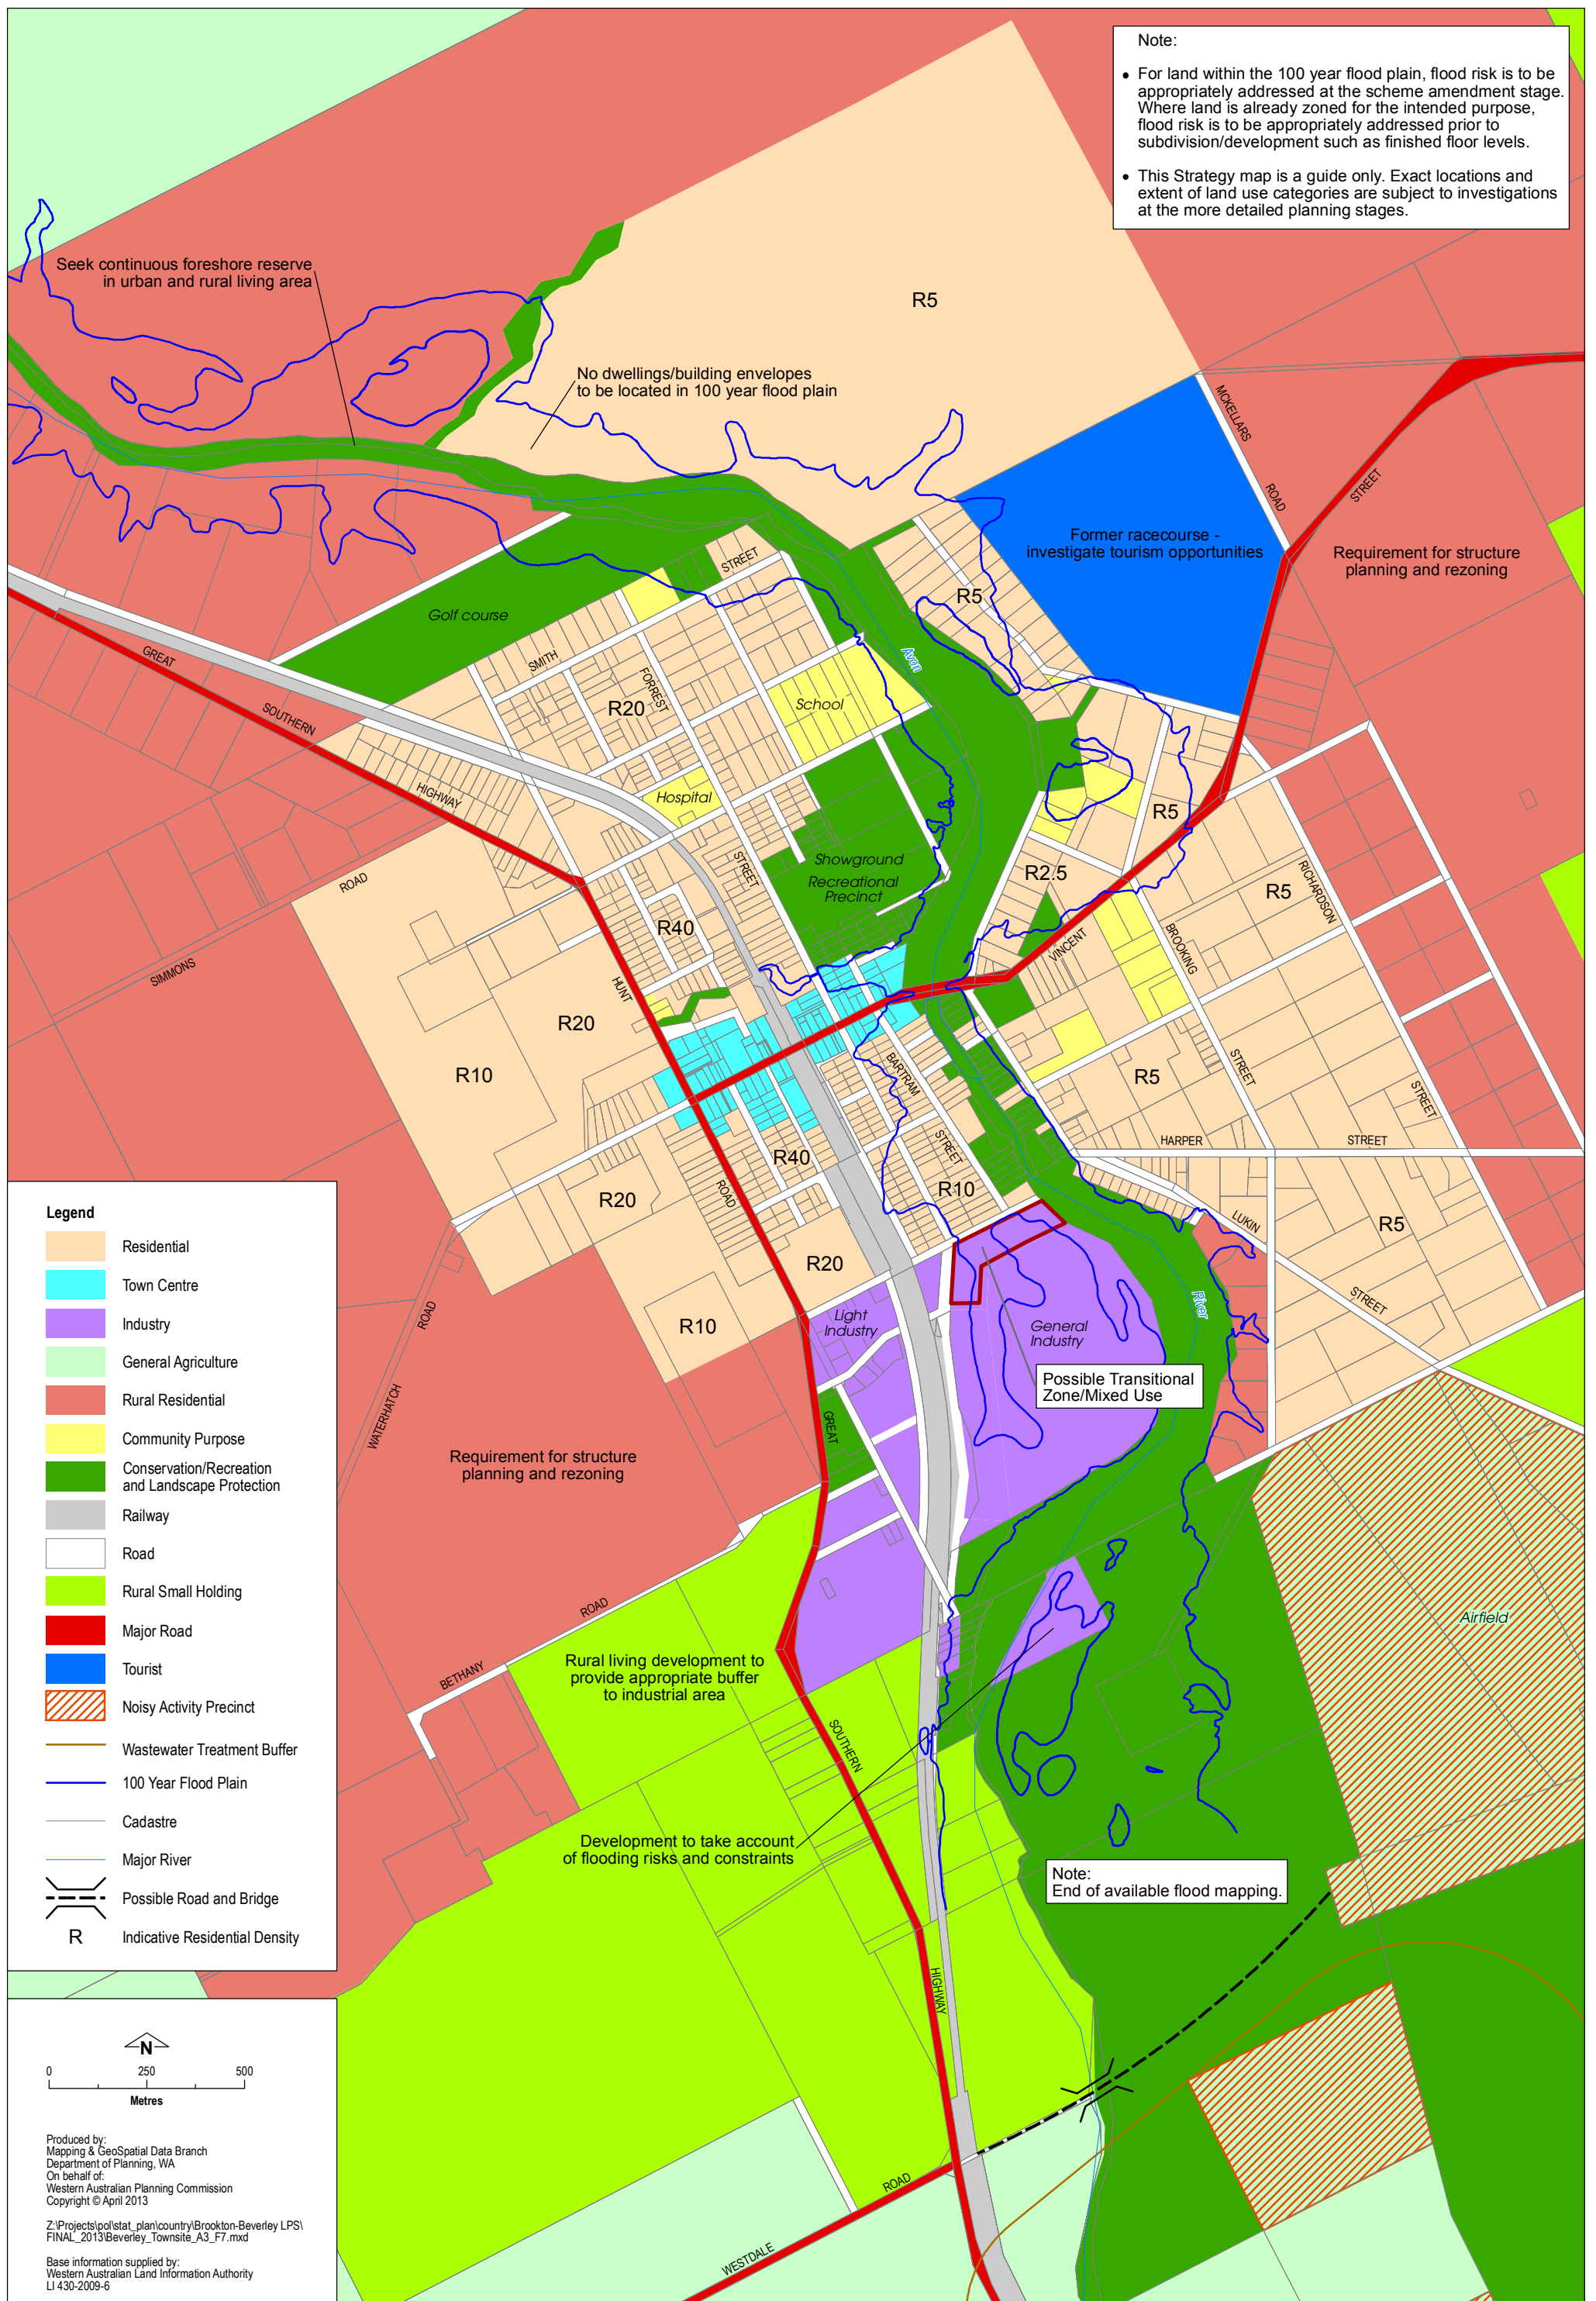 Note:
• For land within the 100 year flood plain, flood risk is to be
appropriately addressed at the scheme amendment stage.
Where land is already zoned for the intended purpose,
flood risk is to be appropriately addressed prior to
subdivision/development such as finished floor levels.
• This Strategy map is a guide only. Exact locations and
extent of land use categories are subject to investigations
at the more detailed planning stages.
Seek continuous foreshore reserve
in urban and rural living area
R5
No dwellings/building envelopes
to be located in 100 year flood plain
MCKELLARS
ROAD
STREET
Former racecourse -
investigate tourism opportunities
Requirement for structure
planning and rezoning
STREET
R5
Golf course
GREAT
SOUTHERN
HIGHWAY
SMITH
FORREST
R20
School
Avon
Hospital
STREET
Showground
Recreational
Precinct
R5
R2.5
R5
RICHARDSON
ROAD
SIMMONS
R40
VINCENT
BROOKING
HUNT
R20
R10
BARTRAM
R5
STREET
STREET
HARPER
STREET
R40
STREET
R20
ROAD
R10
LUKIN
R5
R20
STREET
River
R10
Light
Industry
General
Industry
Possible Transitional
Zone/Mixed Use
ROAD
WATERHATCH
GREAT
Requirement for structure
planning and rezoning
ROAD
BETHANY
Airfield
Rural living development to
provide appropriate buffer
to industrial area
SOUTHERN
Development to take account
of flooding risks and constraints
Note:
End of available flood mapping.
HIGHWAY
ROAD
WESTDALE
Legend
Residential
Town Centre
Industry
General Agriculture
Rural Residential
Community Purpose
Conservation/Recreation
and Landscape Protection
Railway
Road
Rural Small Holding
Major Road
Tourist
Noisy Activity Precinct
Wastewater Treatment Buffer
100 Year Flood Plain
Cadastre
Major River
Possible Road and Bridge
R Indicative Residential Density
N
0 250 500
Metres
Produced by:
Mapping & GeoSpatial Data Branch
Department of Planning, WA
On behalf of:
Western Australian Planning Commission
Copyright © April 2013
Z:\Projects\pol\stat_plan\country\Brookton-Beverley LPS\
FINAL_2013\Beverley_Townsite_A3_F7.mxd
Base information supplied by:
Western Australian Land Information Authority
LI 430-2009-6